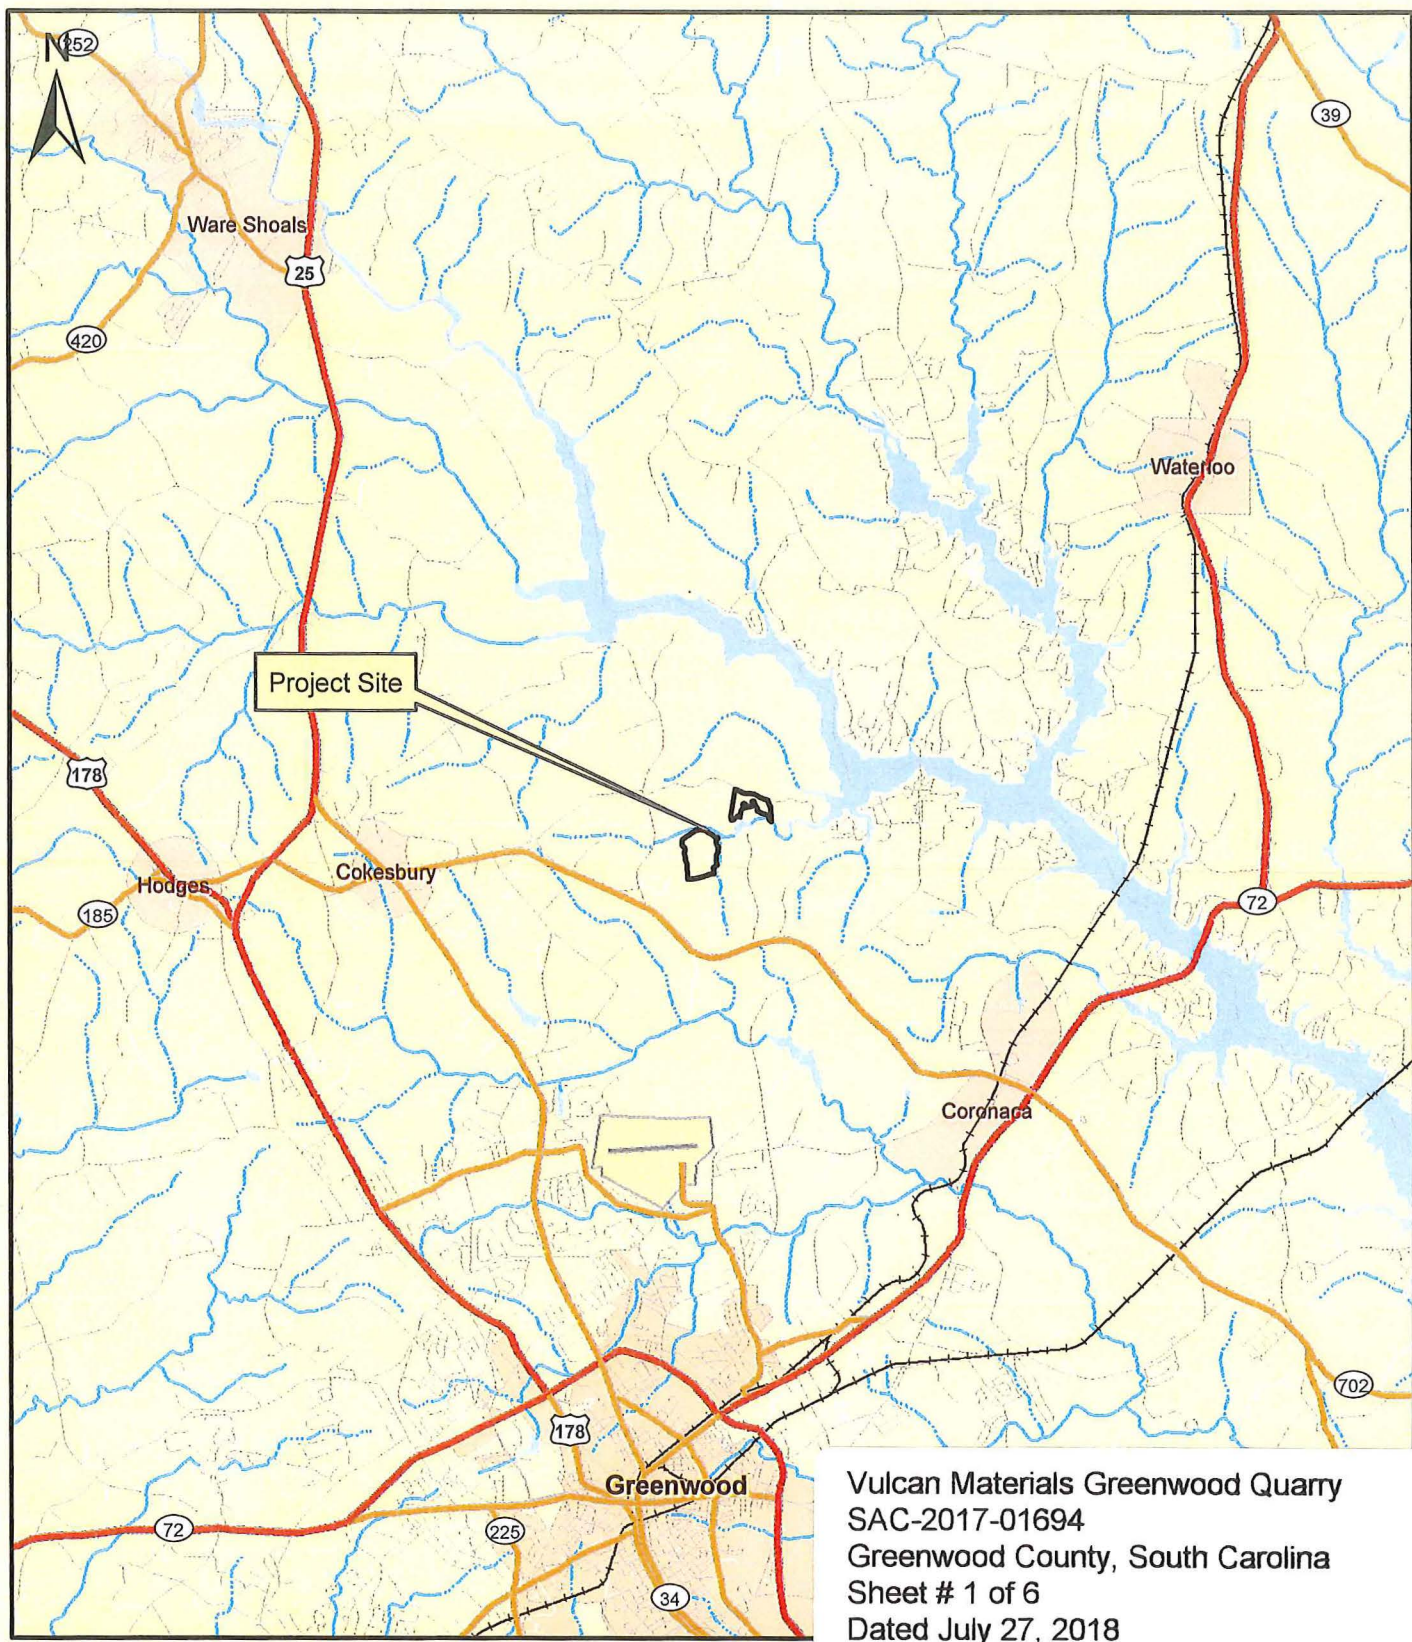 N
252
39
Ware Shoals
25
420
Waterloo
Project Site
178
Cokesbury
Hodges
185
72
Coronaca
702
178
Greenwood
72
225
34
Vulcan Materials Greenwood Quarry
SAC-2017-01694
Greenwood County, South Carolina
Sheet # 1 of 6
Dated July 27, 2018